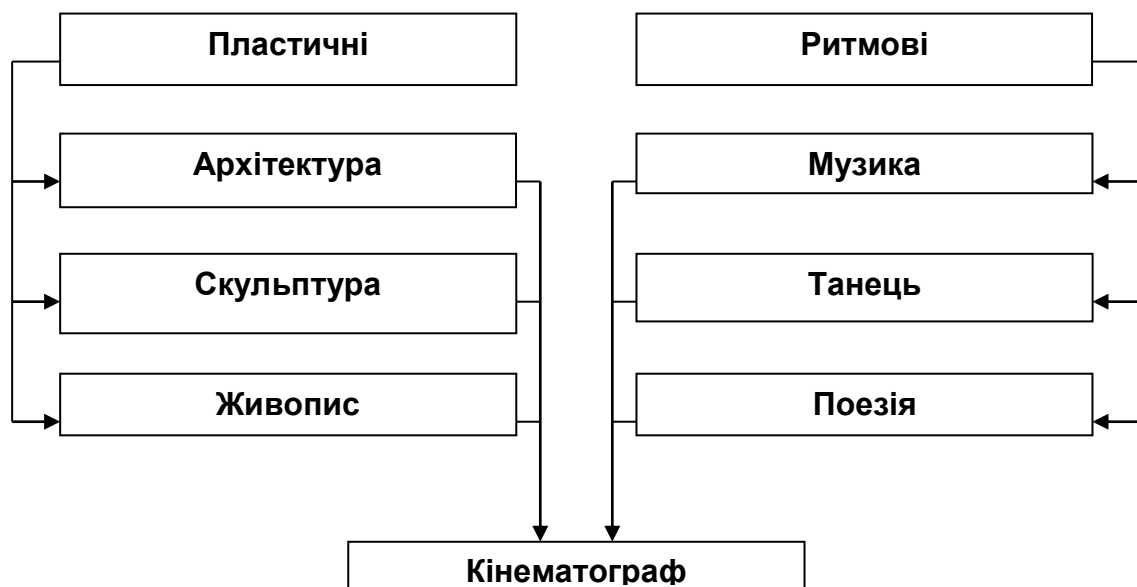 Пластичні
Ритмові
Архітектура
Музика
Скульптура
Танець
Живопис
Поезія
Кінематограф